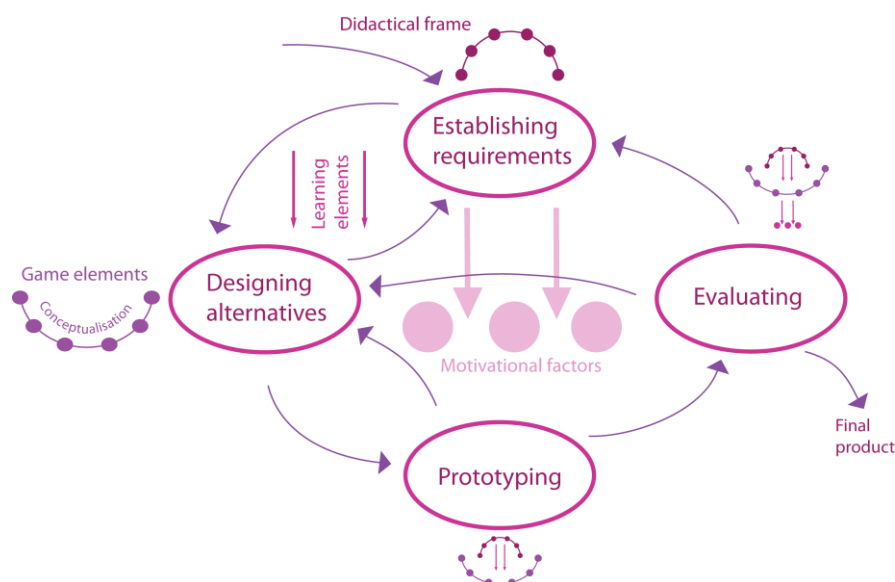 Didactical frame
Establishing
requirements
Learning
elements
Game elements
Conceptualisation
Designing
alternatives
Evaluating
Motivational factors
Final
product
Prototyping